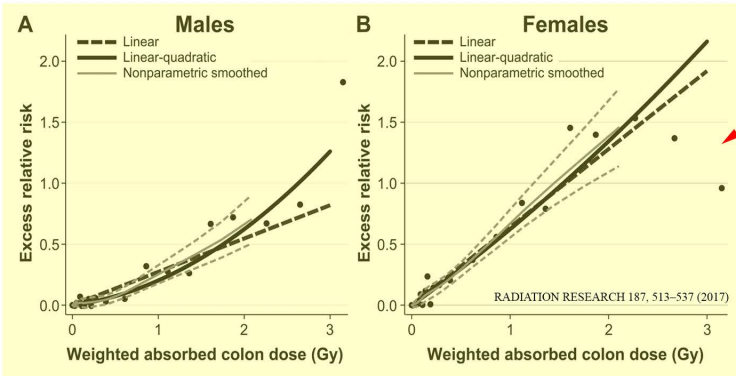 A
Males
Linear
Linear-quadratic
Nonparametric smoothed
Excess relative risk
2.0
1.5
1.0
0.5
0.0
0
1
2
3
Weighted absorbed colon dose (Gy)
B
Females
Linear
Linear-quadratic
Nonparametric smoothed
Excess relative risk
2.0
1.5
1.0
0.5
0.0
RADIATION RESEARCH 187, 513–537 (2017)
0
1
2
3
Weighted absorbed colon dose (Gy)